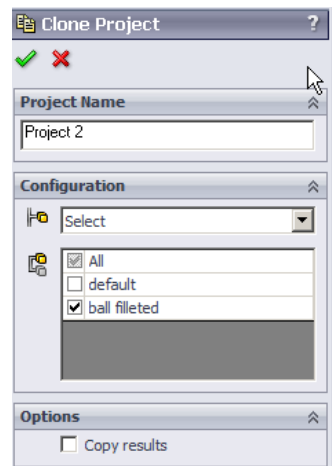 Clone Project ?
Project Name
Project 2
Configuration
Select
All
default
ball filleted
Options
Copy results